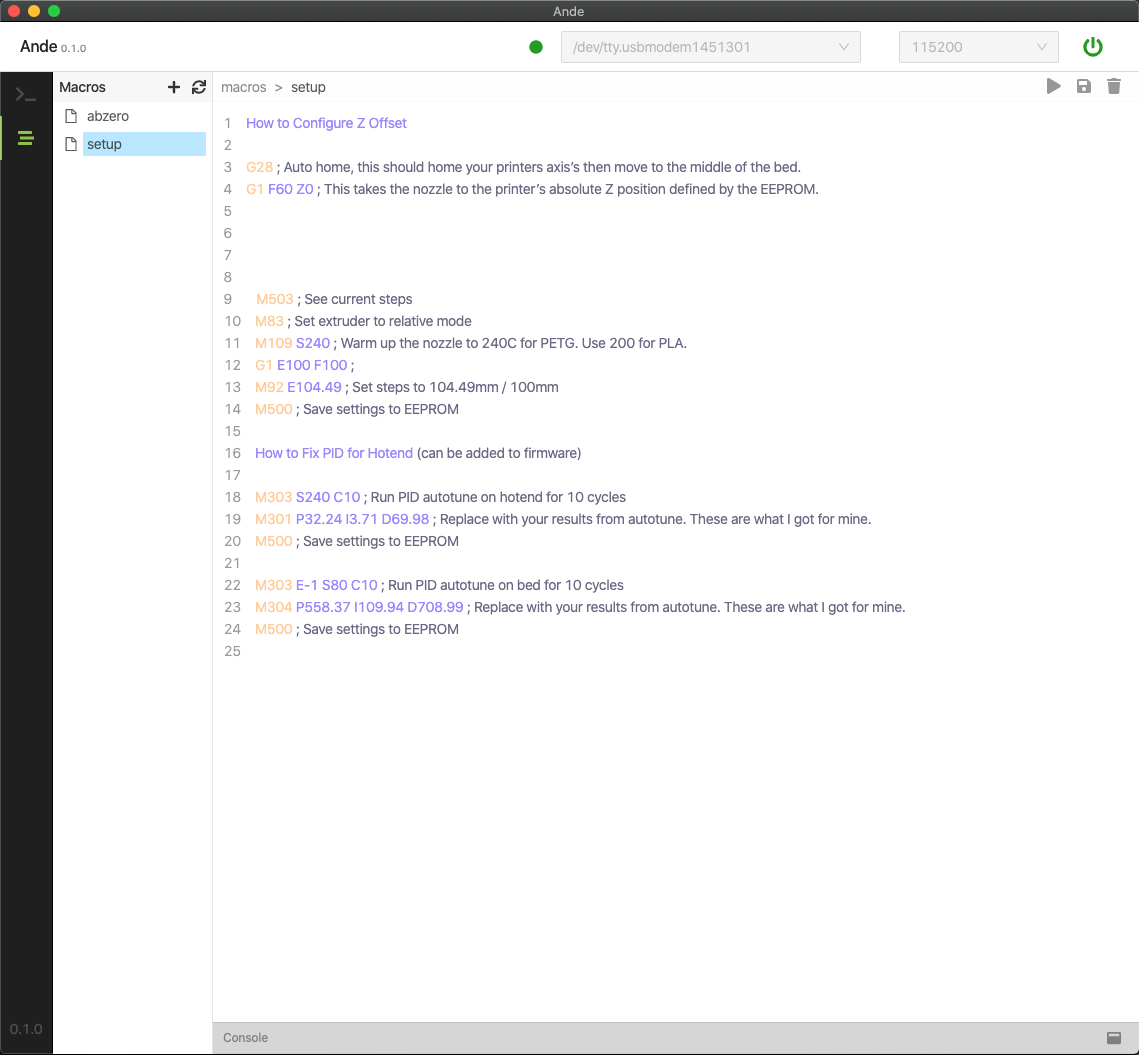 Ande
Ande 0.1.0
/dev/tty.usbmodem1451301
115200
Macros
macros > setup
abzero
setup
1 How to Configure Z Offset
2
3 G28 ; Auto home, this should home your printers axis’s then move to the middle of the bed.
4 G1 F60 Z0 ; This takes the nozzle to the printer’s absolute Z position defined by the EEPROM.
5
6
7
8
9 M503 ; See current steps
10 M83 ; Set extruder to relative mode
11 M109 S240 ; Warm up the nozzle to 240C for PETG. Use 200 for PLA.
12 G1 E100 F100 ;
13 M92 E104.49 ; Set steps to 104.49mm / 100mm
14 M500 ; Save settings to EEPROM
15
16 How to Fix PID for Hotend (can be added to firmware)
17
18 M303 S240 C10 ; Run PID autotune on hotend for 10 cycles
19 M301 P32.24 I3.71 D69.98 ; Replace with your results from autotune. These are what I got for mine.
20 M500 ; Save settings to EEPROM
21
22 M303 E-1 S80 C10 ; Run PID autotune on bed for 10 cycles
23 M304 P558.37 I109.94 D708.99 ; Replace with your results from autotune. These are what I got for mine.
24 M500 ; Save settings to EEPROM
25
0.1.0
Console